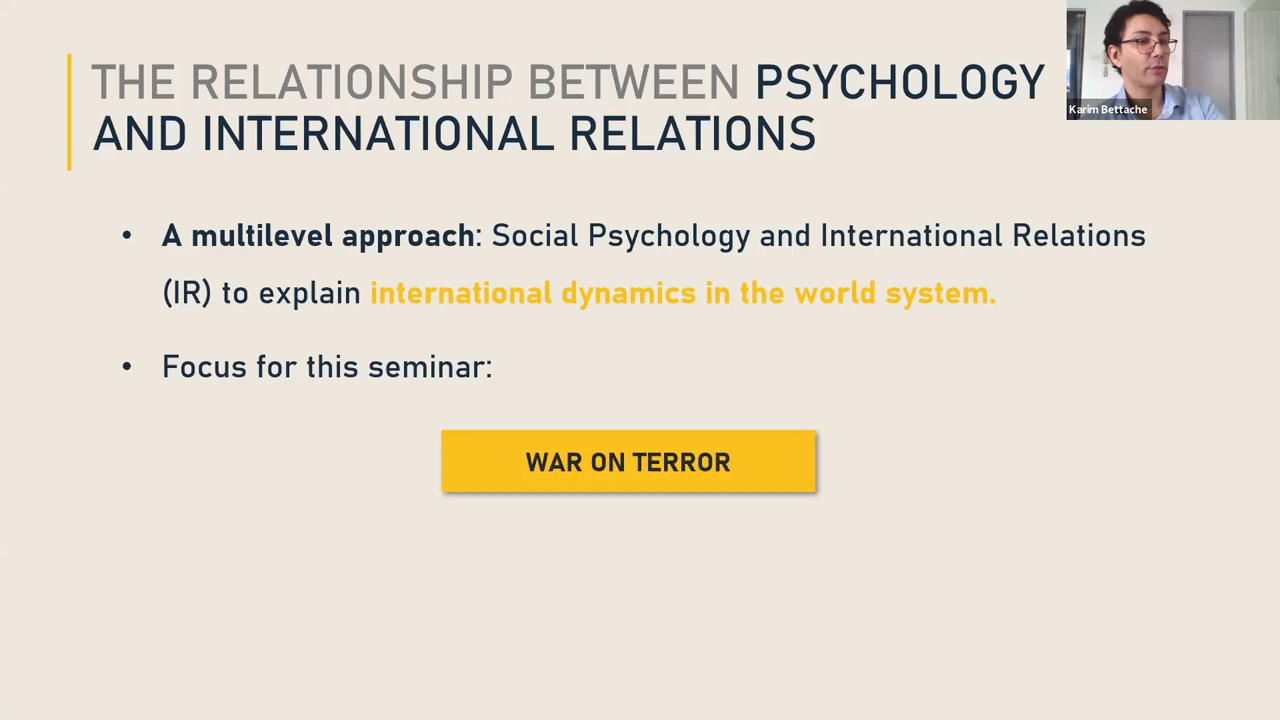 THE RELATIONSHIP BETWEEN PSYCHOLOGY
AND INTERNATIONAL RELATIONS
Karim Bettache
• A multilevel approach: Social Psychology and International Relations
(IR) to explain international dynamics in the world system.
• Focus for this seminar:
WAR ON TERROR